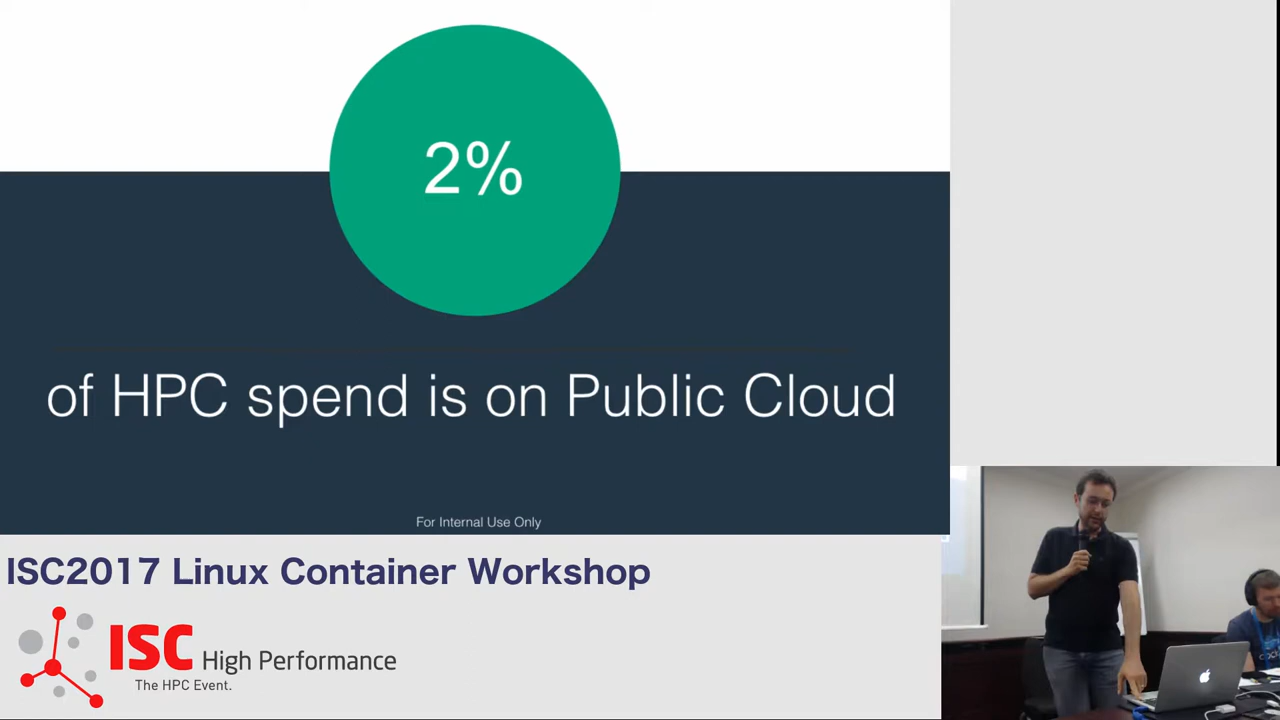 2%
of HPC spend is on Public Cloud
For Internal Use Only
ISC2017 Linux Container Workshop
ISC High Performance
The HPC Event.